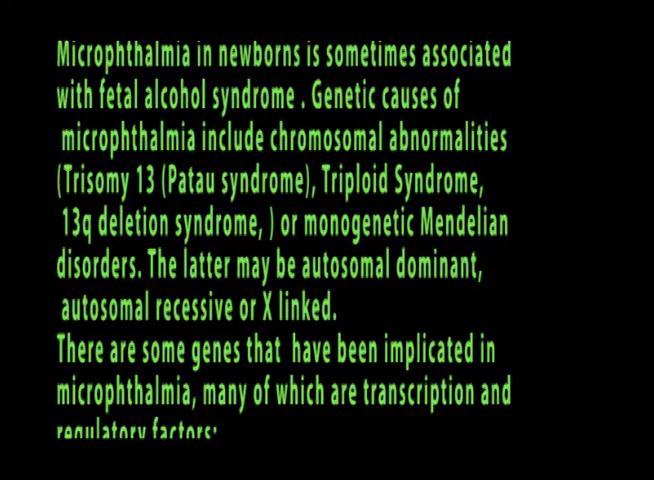 Microphthalmia in newborns is sometimes associated
with fetal alcohol syndrome . Genetic causes of
microphthalmia include chromosomal abnormalities
(Trisomy 13 (Patau syndrome), Triploid Syndrome,
13q deletion syndrome, ) or monogenetic Mendelian
disorders. The latter may be autosomal dominant,
autosomal recessive or X linked.
There are some genes that  have been implicated in
microphthalmia, many of which are transcription and
regulatory factors: